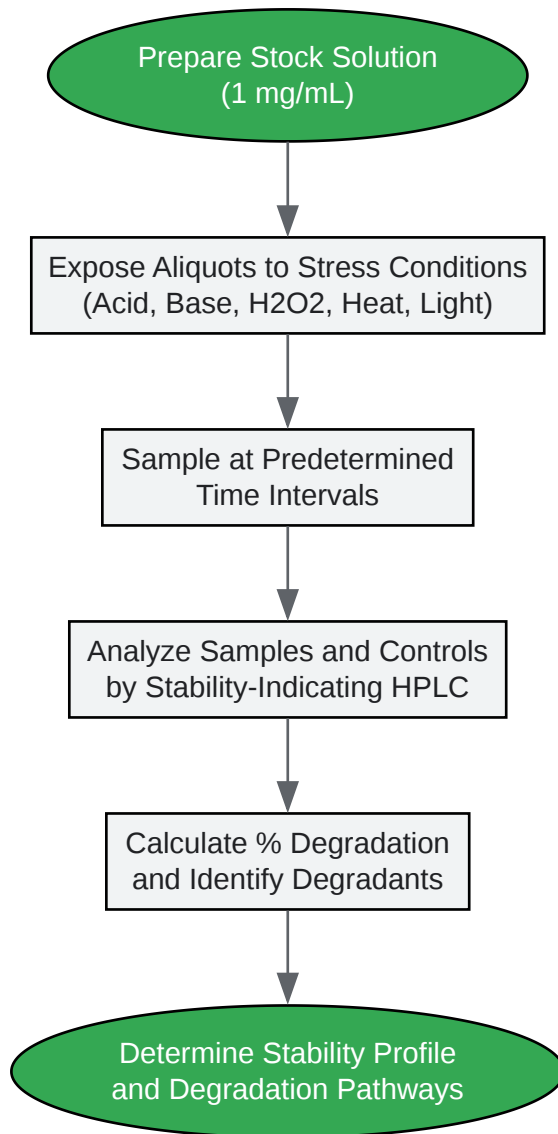 Prepare Stock Solution
(1 mg/mL)
Expose Aliquots to Stress Conditions
(Acid, Base, H2O2, Heat, Light)
Sample at Predetermined
Time Intervals
Analyze Samples and Controls
by Stability-Indicating HPLC
Calculate % Degradation
and Identify Degradants
Determine Stability Profile
and Degradation Pathways